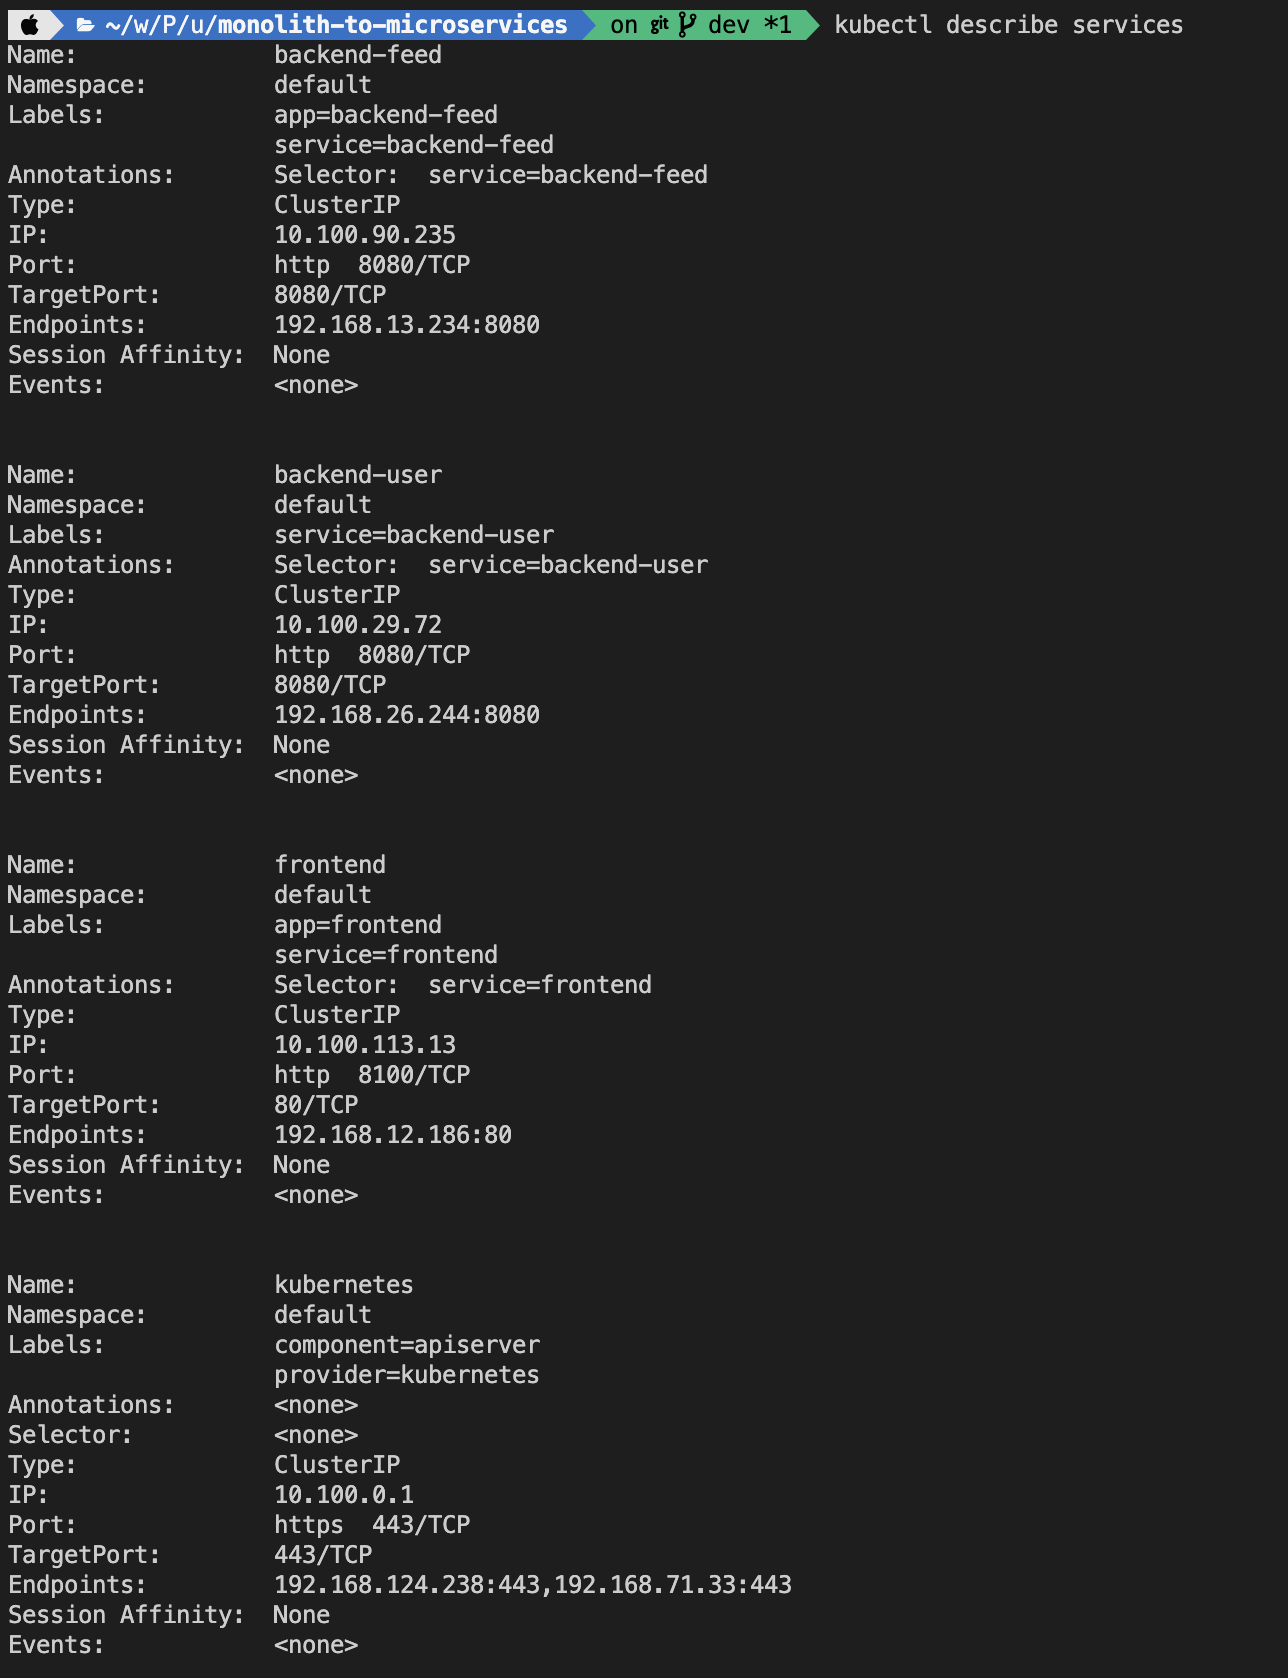 ~/w/P/u/monolith-to-microservices on git dev *1 kubectl describe services
Name: backend-feed
Namespace: default
Labels: app=backend-feed
service=backend-feed
Annotations: Selector: service=backend-feed
Type: ClusterIP
IP: 10.100.90.235
Port: http 8080/TCP
TargetPort: 8080/TCP
Endpoints: 192.168.13.234:8080
Session Affinity: None
Events: <none>
Name: backend-user
Namespace: default
Labels: service=backend-user
Annotations: Selector: service=backend-user
Type: ClusterIP
IP: 10.100.29.72
Port: http 8080/TCP
TargetPort: 8080/TCP
Endpoints: 192.168.26.244:8080
Session Affinity: None
Events: <none>
Name: frontend
Namespace: default
Labels: app=frontend
service=frontend
Annotations: Selector: service=frontend
Type: ClusterIP
IP: 10.100.113.13
Port: http 8100/TCP
TargetPort: 80/TCP
Endpoints: 192.168.12.186:80
Session Affinity: None
Events: <none>
Name: kubernetes
Namespace: default
Labels: component=apiserver
provider=kubernetes
Annotations: <none>
Selector: <none>
Type: ClusterIP
IP: 10.100.0.1
Port: https 443/TCP
TargetPort: 443/TCP
Endpoints: 192.168.124.238:443,192.168.71.33:443
Session Affinity: None
Events: <none>